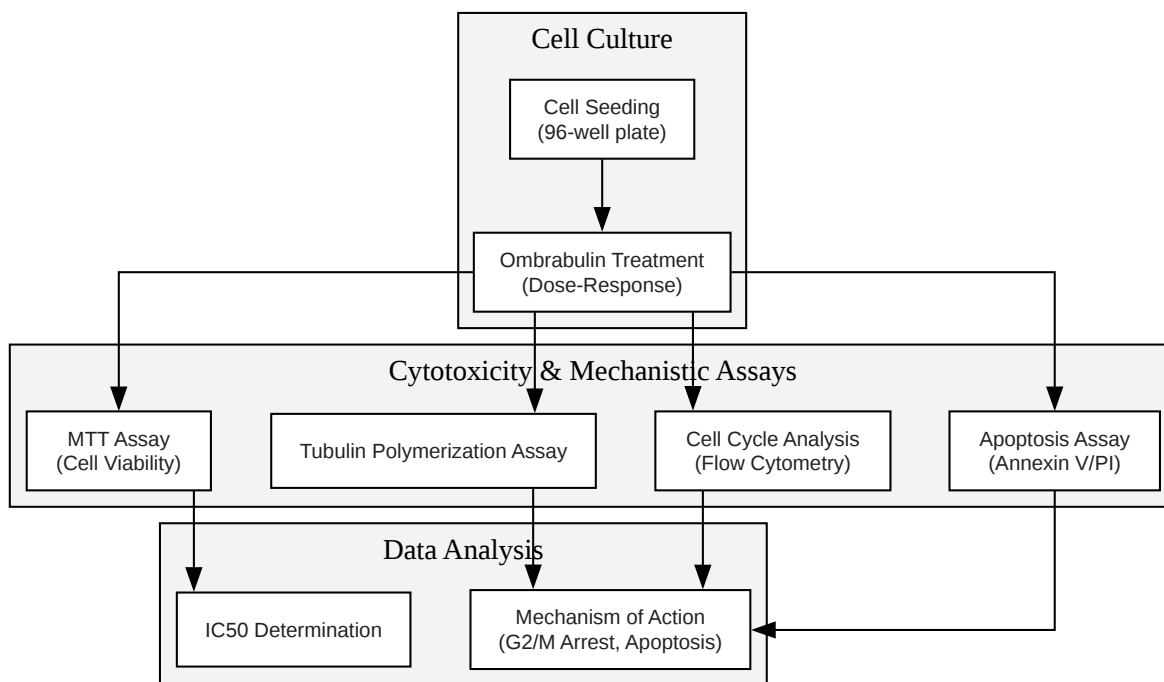 Cell Culture
Cell Seeding
(96-well plate)
Ombrabulin Treatment
(Dose-Response)
Cytotoxicity & Mechanistic Assays
MTT Assay
(Cell Viability)
Tubulin Polymerization Assay
Cell Cycle Analysis
(Flow Cytometry)
Apoptosis Assay
(Annexin V/PI)
Data Analysis
IC50 Determination
Mechanism of Action
(G2/M Arrest, Apoptosis)